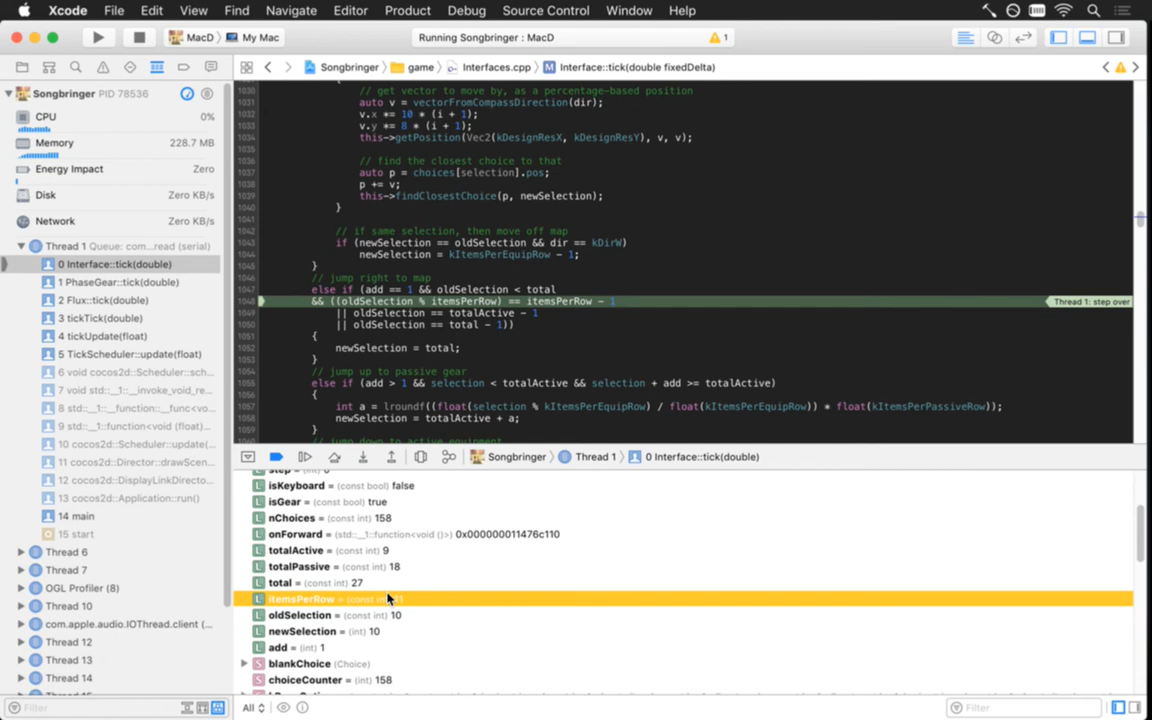 Xcode File Edit View Find Navigate Editor Product Debug Source Control Window Help
MacD My Mac
Running Songbringer : MacD
1
Songbringer game Interfaces.cpp M Interface::tick(double fixedDelta)
Songbringer PID 78536
CPU 0%
Memory 228.7 MB
Energy Impact Zero
Disk Zero KB/s
Network Zero KB/s
Thread 1 Queue: com...read (serial)
0 Interface::tick(double)
1 PhaseGear::tick(double)
2 Flux::tick(double)
3 tickTick(double)
4 tickUpdate(float)
5 TickScheduler::update(float)
6 void cocos2d::Scheduler::sch...
7 void std::__1::__invoke_void_re...
8 std::__1::__function::__func<vo...
9 std::__1::function<void (float)...
10 cocos2d::Scheduler::update(...
11 cocos2d::Director::drawScen...
12 cocos2d::DisplayLinkDirecto...
13 cocos2d::Application::run()
14 main
15 start
Thread 6
Thread 7
OGL Profiler (8)
Thread 10
com.apple.audio.IOThread.client (...
Thread 12
Thread 13
Thread 14
Filter
1030 // get vector to move by, as a percentage-based position
1031 auto v = vectorFromCompassDirection(dir);
1032 v.x *= 10 * (i + 1);
1033 v.y *= 8 * (i + 1);
1034 this->getPosition(Vec2(kDesignResX, kDesignResY), v, v);
1035
1036 // find the closest choice to that
1037 auto p = choices[selection].pos;
1038 p += v;
1039 this->findClosestChoice(p, newSelection);
1040 }
1041
1042 // if same selection, then move off map
1043 if (newSelection == oldSelection && dir == kDirW)
1044 newSelection = kItemsPerEquipRow - 1;
1045 }
1046 // jump right to map
1047 else if (add == 1 && oldSelection < total
1048 && ((oldSelection % itemsPerRow) == itemsPerRow - 1 Thread 1: step over
1049 || oldSelection == totalActive - 1
1050 || oldSelection == total - 1))
1051 {
1052 newSelection = total;
1053 }
1054 // jump up to passive gear
1055 else if (add > 1 && selection < totalActive && selection + add >= totalActive)
1056 {
1057 int a = lroundf((float(selection % kItemsPerEquipRow) / float(kItemsPerEquipRow)) * float(kItemsPerPassiveRow));
1058 newSelection = totalActive + a;
1059 }
// jump down to active equipment
Songbringer Thread 1 0 Interface::tick(double)
step = (int) 0
L isKeyboard = (const bool) false
L isGear = (const bool) true
L nChoices = (const int) 158
L onForward = (std::__1::function<void ()>) 0x000000011476c110
L totalActive = (const int) 9
L totalPassive = (const int) 18
L total = (const int) 27
L itemsPerRow = (const int)
L oldSelection = (const int) 10
L newSelection = (int) 10
L add = (int) 1
S blankChoice (Choice)
S choiceCounter = (const int) 158
All
Filter